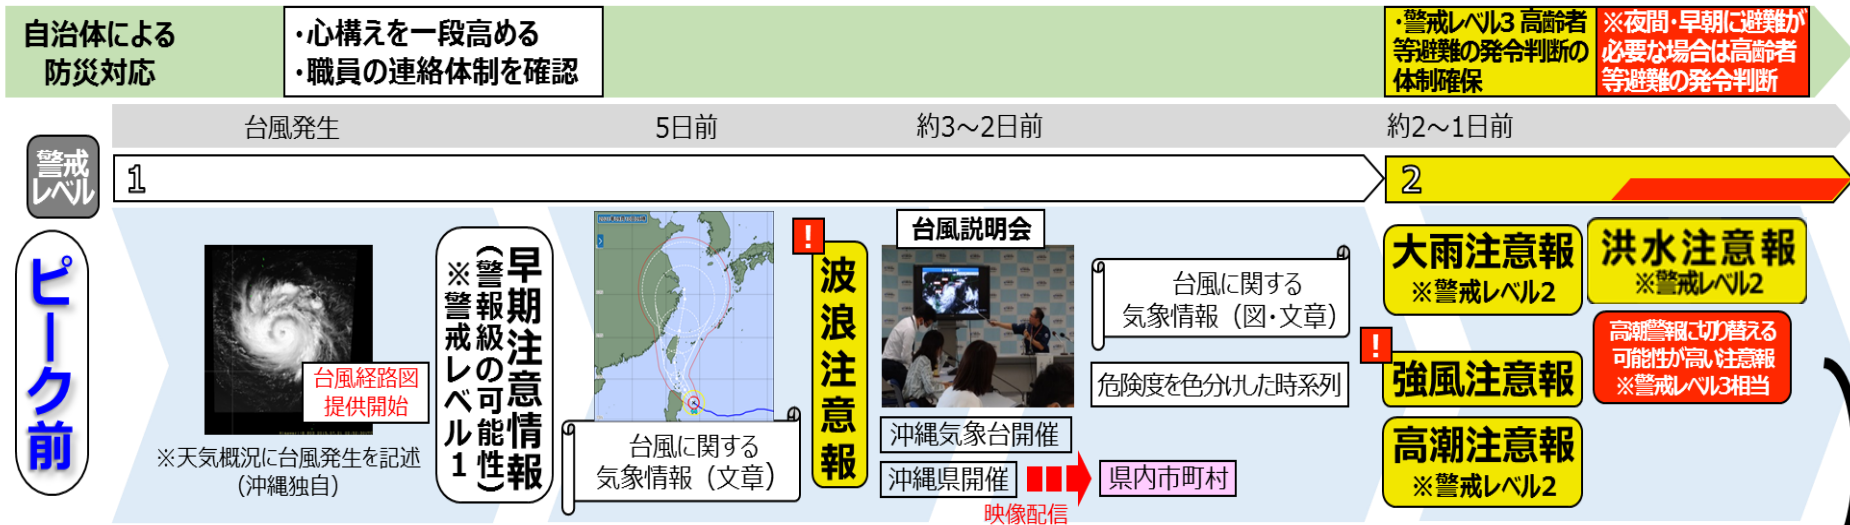 自治体による
防災対応
・心構えを一段高める
・職員の連絡体制を確認
・警戒レベル3 高齢者
等避難の発令判断の
体制確保
※夜間・早朝に避難が
必要な場合は高齢者
等避難の発令判断
台風発生
5日前
約3~2日前
約2~1日前
警戒
レベル
1
2
ピーク前
台風経路図
提供開始
※天気概況に台風発生を記述
(沖縄独自)
早期注意情報
(警報級の可能性)
※警戒レベル1
台風に関する
気象情報(文章)
!
波浪注意報
台風説明会
沖縄気象台開催
沖縄県開催
映像配信
県内市町村
台風に関する
気象情報(図・文章)
危険度を色分けした時系列
大雨注意報
※警戒レベル2
洪水注意報
※警戒レベル2
!
強風注意報
高潮警報に切り替える
可能性が高い注意報
※警戒レベル3相当
高潮注意報
※警戒レベル2